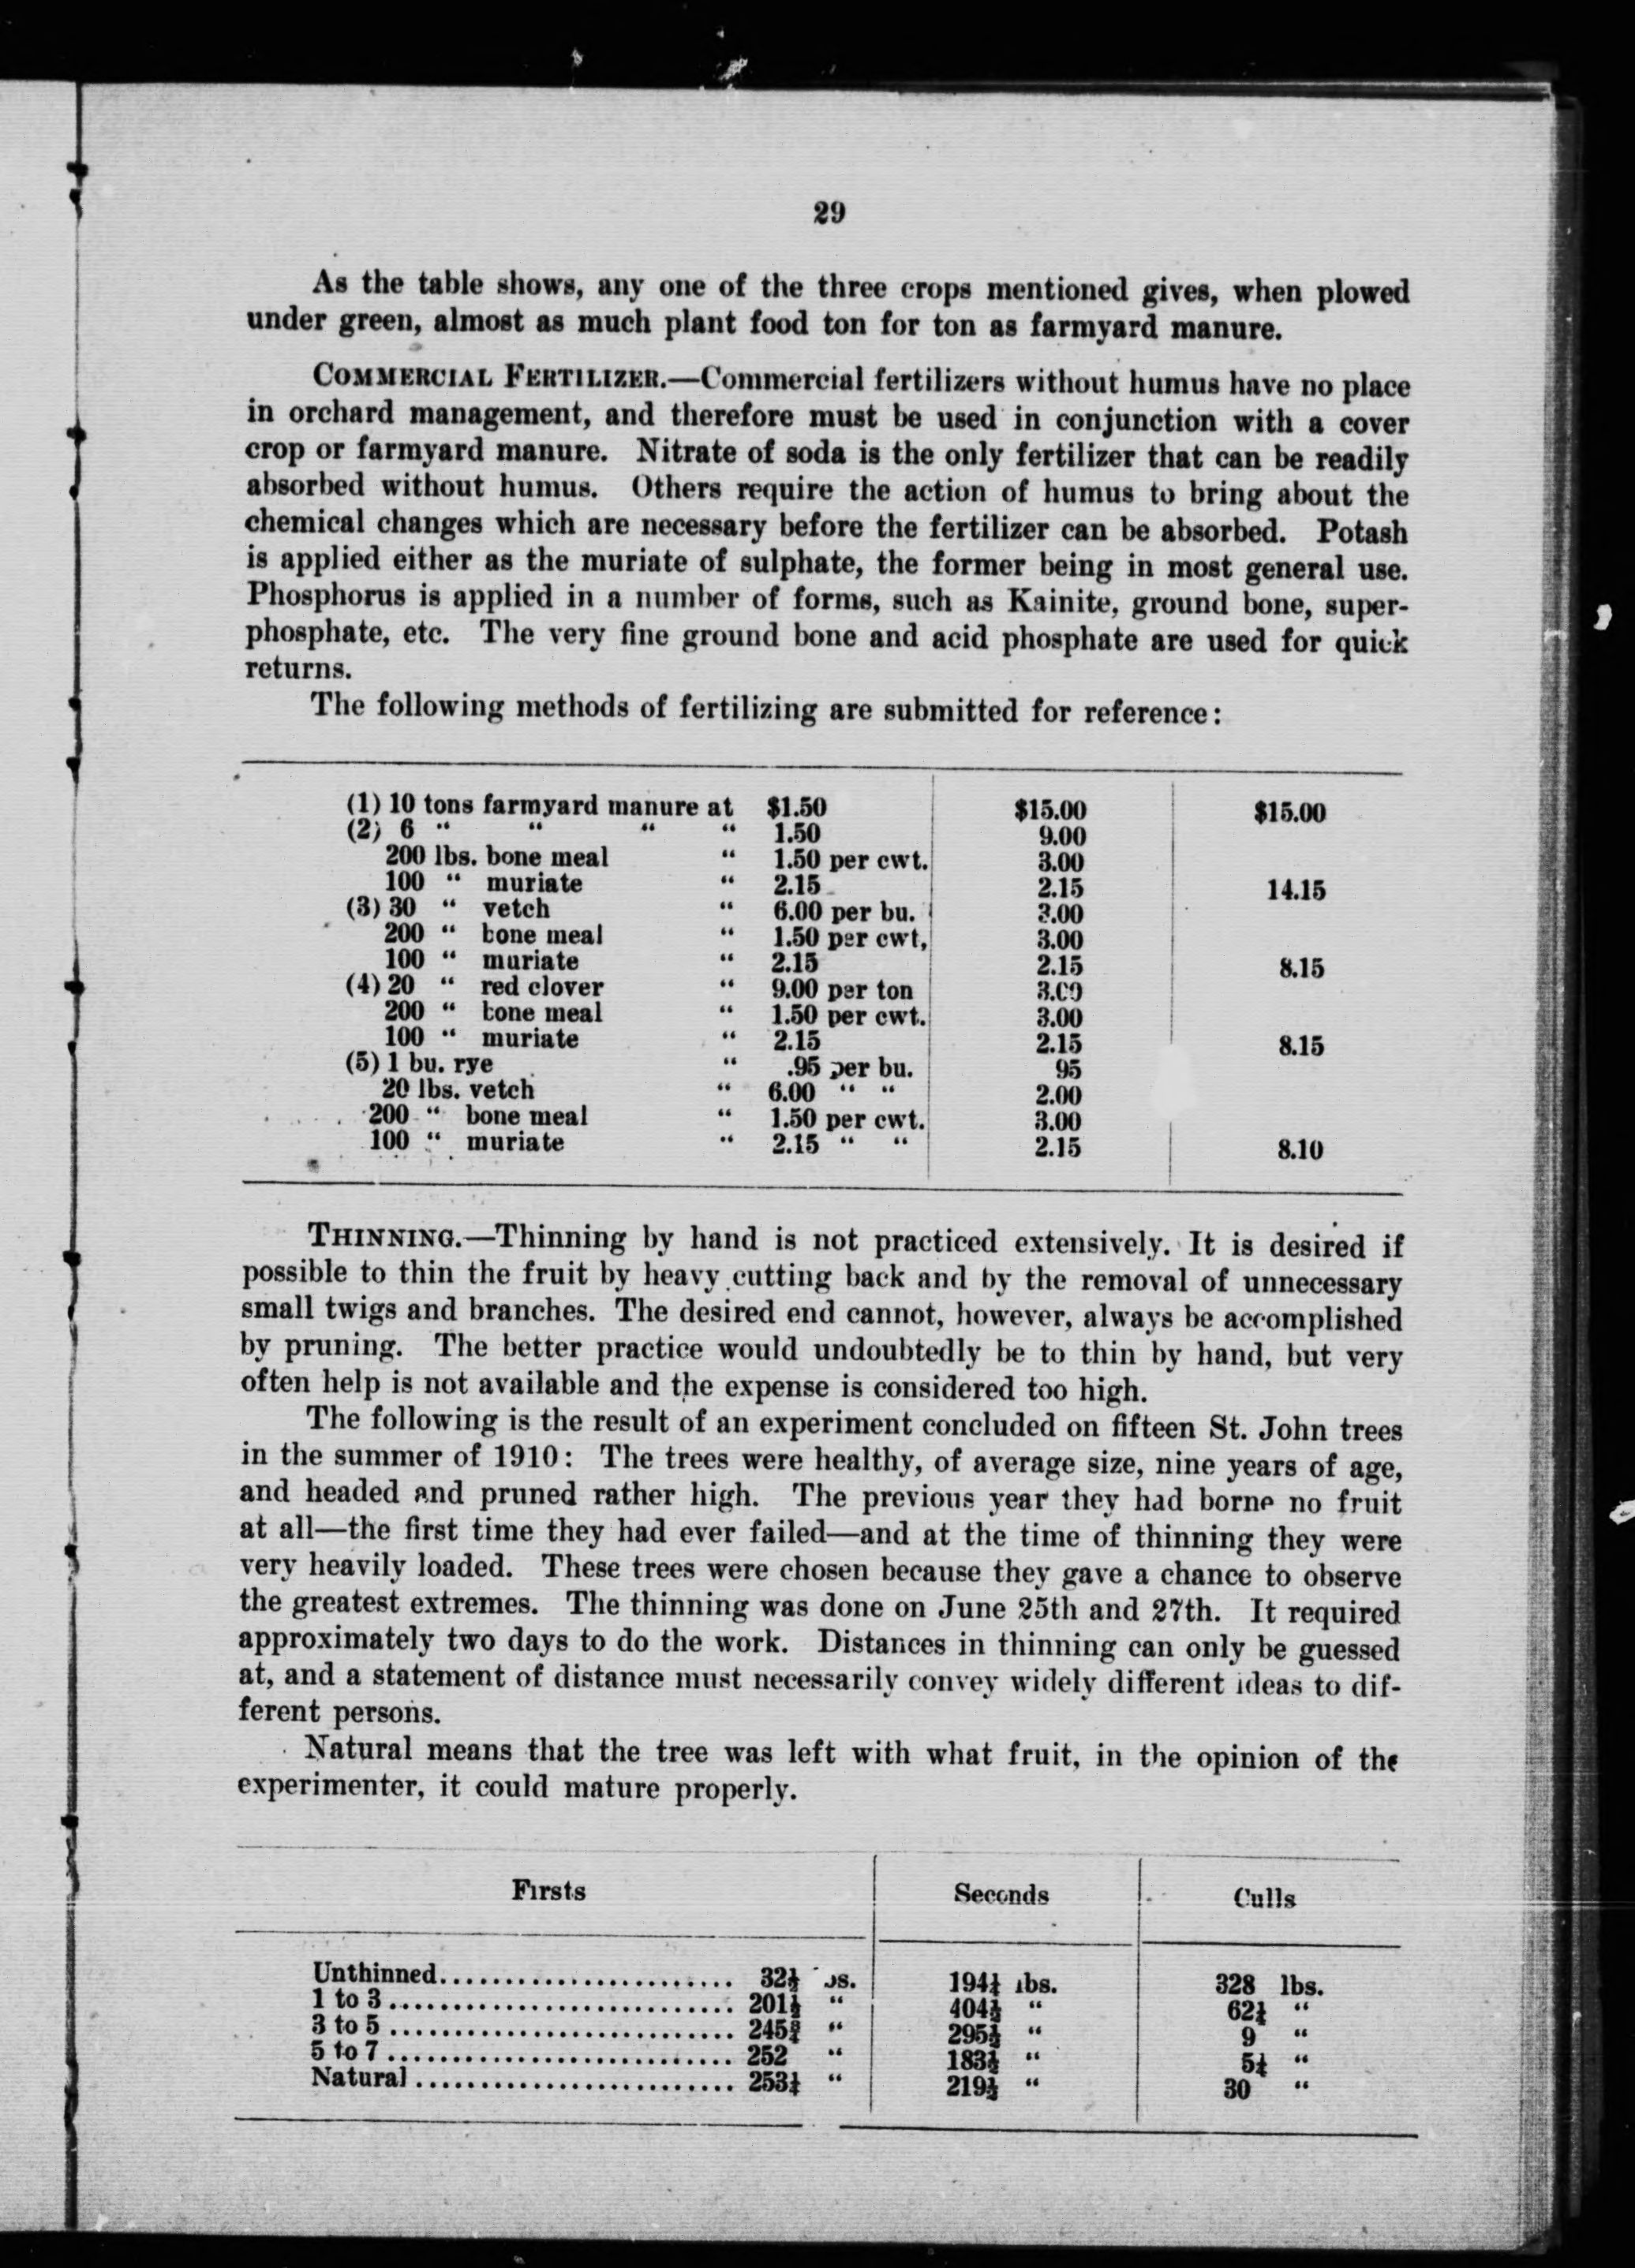 29
As the table shows, any one of the three crops mentioned gives, when plowed
under green, almost as much plant food ton for ton as farmyard manure.
COMMERCIAL FERTILIZER.—Commercial fertilizers without humus have no place
in orchard management, and therefore must be used in conjunction with a cover
crop or farmyard manure. Nitrate of soda is the only fertilizer that can be readily
absorbed without humus. Others require the action of humus to bring about the
chemical changes which are necessary before the fertilizer can be absorbed. Potash
is applied either as the muriate of sulphate, the former being in most general use.
Phosphorus is applied in a number of forms, such as Kainite, ground bone, super-
phosphate, etc. The very fine ground bone and acid phosphate are used for quick
returns.
The following methods of fertilizing are submitted for reference:
(1) 10 tons farmyard manure at $1.50 $15.00 $15.00
(2) 6 " " " " 1.50 9.00
200 lbs. bone meal " 1.50 per cwt. 3.00
100 " muriate " 2.15 2.15 14.15
(3) 30 " vetch " 6.00 per bu. 3.00
200 " bone meal " 1.50 per cwt, 3.00
100 " muriate " 2.15 2.15 8.15
(4) 20 " red clover " 9.00 per ton 3.00
200 " bone meal " 1.50 per cwt. 3.00
100 " muriate " 2.15 2.15 8.15
(5) 1 bu. rye " .95 per bu. 95
20 lbs. vetch " 6.00 " " 2.00
200 " bone meal " 1.50 per cwt. 3.00
100 " muriate " 2.15 " " 2.15 8.10
THINNING.—Thinning by hand is not practiced extensively. It is desired if
possible to thin the fruit by heavy cutting back and by the removal of unnecessary
small twigs and branches. The desired end cannot, however, always be accomplished
by pruning. The better practice would undoubtedly be to thin by hand, but very
often help is not available and the expense is considered too high.
The following is the result of an experiment concluded on fifteen St. John trees
in the summer of 1910: The trees were healthy, of average size, nine years of age,
and headed and pruned rather high. The previous year they had borne no fruit
at all—the first time they had ever failed—and at the time of thinning they were
very heavily loaded. These trees were chosen because they gave a chance to observe
the greatest extremes. The thinning was done on June 25th and 27th. It required
approximately two days to do the work. Distances in thinning can only be guessed
at, and a statement of distance must necessarily convey widely different ideas to dif-
ferent persons.
Natural means that the tree was left with what fruit, in the opinion of the
experimenter, it could mature properly.
Firsts Seconds Culls
Unthinned........................ 194¼ lbs. 328 lbs.
1 to 3............................ 201½ " 404½ " 62¼ "
3 to 5............................ " 295½ " 9 "
5 to 7............................ 252 " 183½ " 5¼ "
Natural.......................... 253¼ " 219½ " 30 "